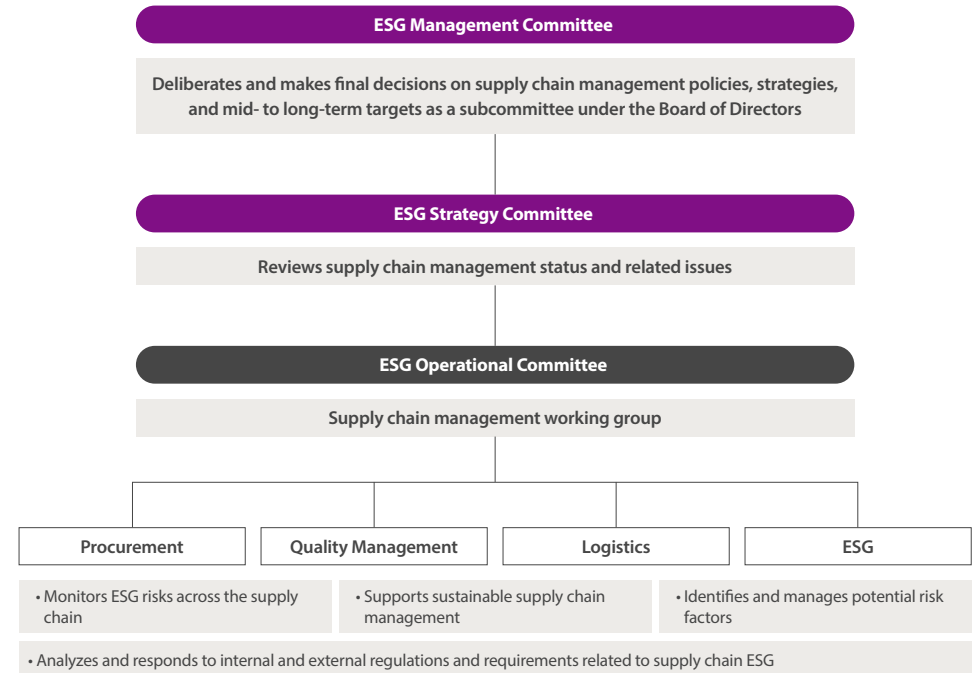 ESG Management Committee
Deliberates and makes final decisions on supply chain management policies, strategies,
and mid- to long-term targets as a subcommittee under the Board of Directors
ESG Strategy Committee
Reviews supply chain management status and related issues
ESG Operational Committee
Supply chain management working group
Procurement
Quality Management
Logistics
ESG
• Monitors ESG risks across the supply
chain
• Supports sustainable supply chain
management
• Identifies and manages potential risk
factors
• Analyzes and responds to internal and external regulations and requirements related to supply chain ESG